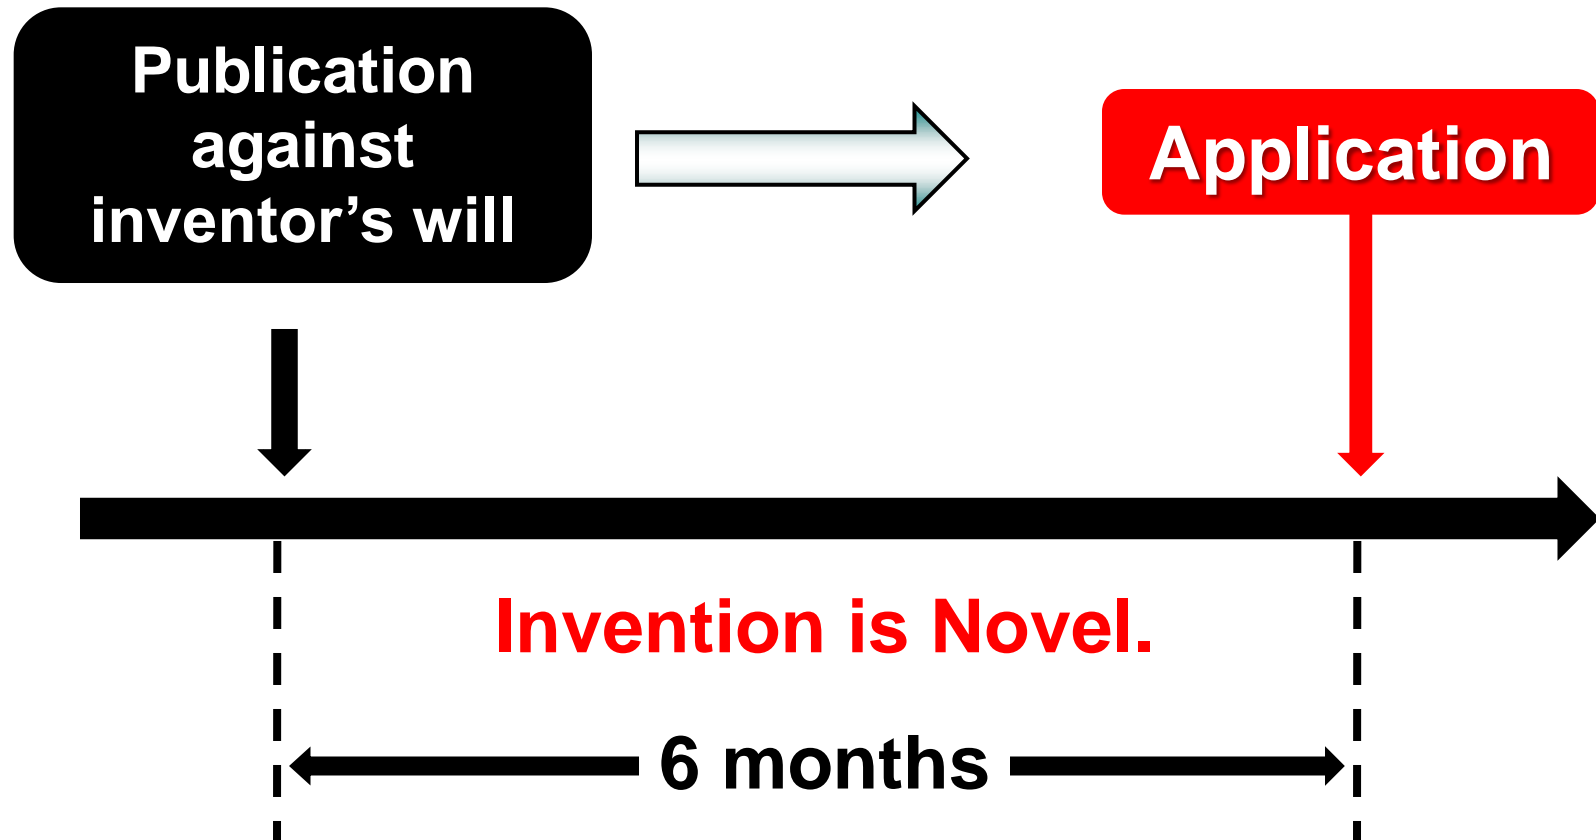 Publication
against
inventor’s will
Application
Invention is Novel.
6 months